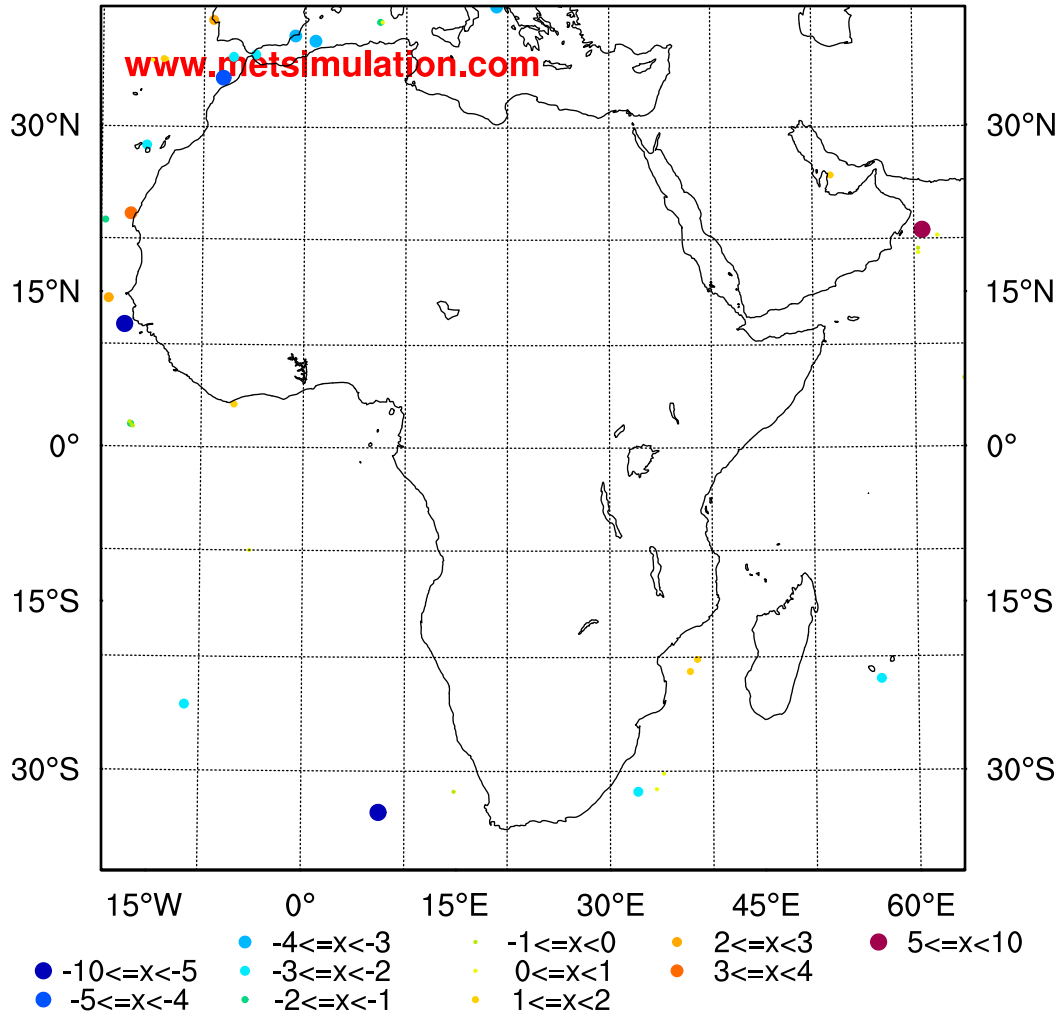 www.metsimulation.com
30°N 30°N
15°N 15°N
0° 0°
15°S 15°S
30°S 30°S
15°W 0° 15°E 30°E 45°E 60°E
-4<=x<-3 -1<=x<0 2<=x<3 5<=x<10
-10<=x<-5 -3<=x<-2 0<=x<1 3<=x<4
-5<=x<-4 -2<=x<-1 1<=x<2